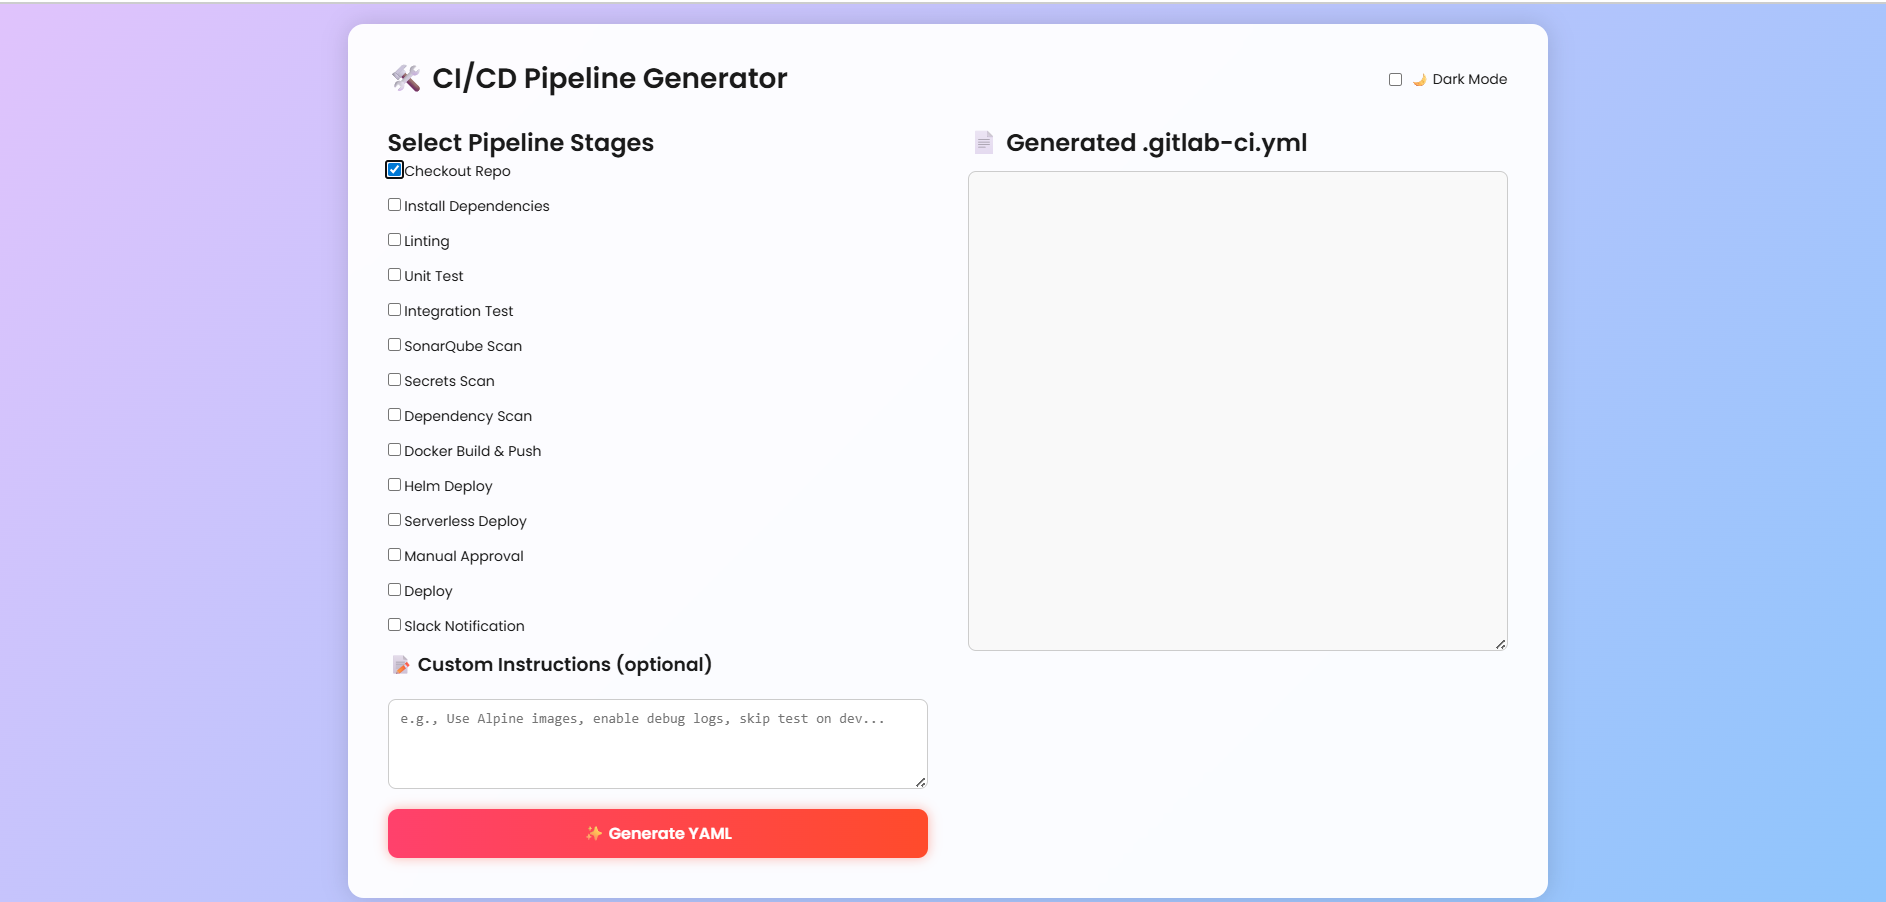 🛠️ CI/CD Pipeline Generator
🌙 Dark Mode
Select Pipeline Stages
Checkout Repo
Install Dependencies
Linting
Unit Test
Integration Test
SonarQube Scan
Secrets Scan
Dependency Scan
Docker Build & Push
Helm Deploy
Serverless Deploy
Manual Approval
Deploy
Slack Notification
📝 Custom Instructions (optional)
e.g., Use Alpine images, enable debug logs, skip test on dev...
✨ Generate YAML
📄 Generated .gitlab-ci.yml